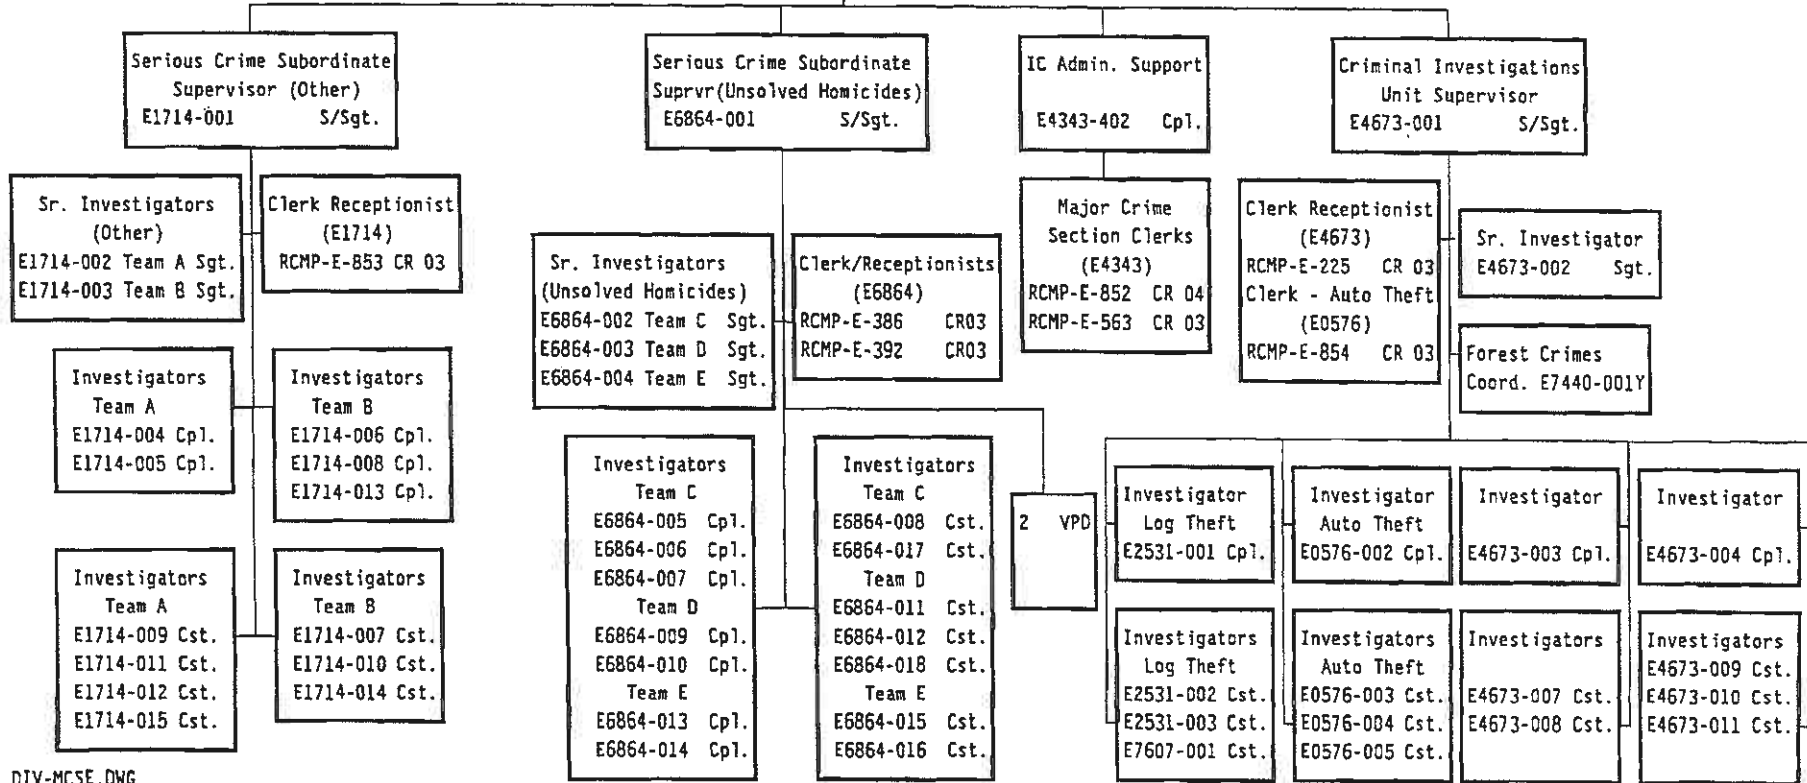 Serious Crime Subordinate
Supervisor (Other)
E1714-001 S/Sgt.
Serious Crime Subordinate
Suprvr(Unsolved Homicides)
E6864-001 S/Sgt.
IC Admin. Support
E4343-402 Cpl.
Criminal Investigations
Unit Supervisor
E4673-001 S/Sgt.
Sr. Investigators
(Other)
E1714-002 Team A Sgt.
E1714-003 Team B Sgt.
Clerk Receptionist
(E1714)
RCMP-E-853 CR 03
Sr. Investigators
(Unsolved Homicides)
E6864-002 Team C Sgt.
E6864-003 Team D Sgt.
E6864-004 Team E Sgt.
Clerk/Receptionists
(E6864)
RCMP-E-386 CR03
RCMP-E-392 CR03
Major Crime
Section Clerks
(E4343)
RCMP-E-852 CR 04
RCMP-E-563 CR 03
Clerk Receptionist
(E4673)
RCMP-E-225 CR 03
Clerk - Auto Theft
(E0576)
RCMP-E-854 CR 03
Sr. Investigator
E4673-002 Sgt.
Forest Crimes
Coord. E7440-001Y
Investigators
Team A
E1714-004 Cpl.
E1714-005 Cpl.
Investigators
Team B
E1714-006 Cpl.
E1714-008 Cpl.
E1714-013 Cpl.
Investigators
Team A
E1714-009 Cst.
E1714-011 Cst.
E1714-012 Cst.
E1714-015 Cst.
Investigators
Team B
E1714-007 Cst.
E1714-010 Cst.
E1714-014 Cst.
Investigators
Team C
E6864-005 Cpl.
E6864-006 Cpl.
E6864-007 Cpl.
Team D
E6864-009 Cpl.
E6864-010 Cpl.
Team E
E6864-013 Cpl.
E6864-014 Cpl.
Investigators
Team C
E6864-008 Cst.
E6864-017 Cst.
Team D
E6864-011 Cst.
E6864-012 Cst.
E6864-018 Cst.
Team E
E6864-015 Cst.
E6864-016 Cst.
2 VPD
Investigator
Log Theft
E2531-001 Cpl.
Investigator
Auto Theft
E0576-002 Cpl.
Investigator
E4673-003 Cpl.
Investigator
E4673-004 Cpl.
Investigators
Log Theft
E2531-002 Cst.
E2531-003 Cst.
E7607-001 Cst.
Investigators
Auto Theft
E0576-003 Cst.
E0576-004 Cst.
E0576-005 Cst.
Investigators
E4673-007 Cst.
E4673-008 Cst.
Investigators
E4673-009 Cst.
E4673-010 Cst.
E4673-011 Cst.
DIV-MCSE.DWG